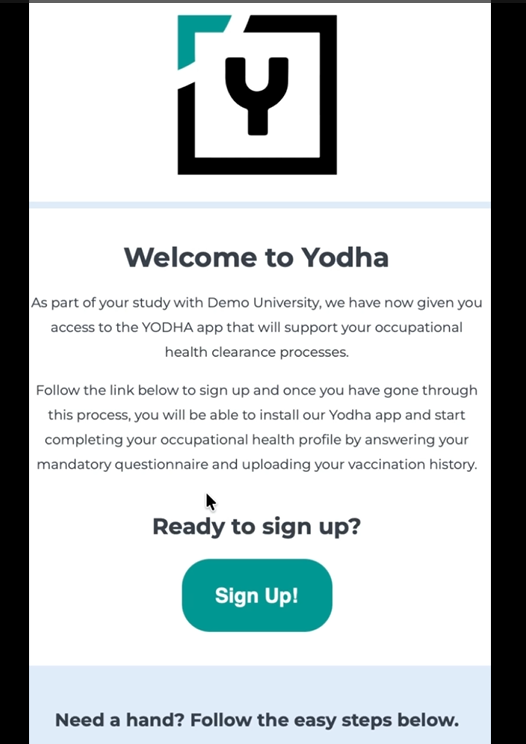 Y
Welcome to Yodha
As part of your study with Demo University, we have now given you
access to the YODHA app that will support your occupational
health clearance processes.
Follow the link below to sign up and once you have gone through
this process, you will be able to install our Yodha app and start
completing your occupational health profile by answering your
mandatory questionnaire and uploading your vaccination history.
Ready to sign up?
Sign Up!
Need a hand? Follow the easy steps below.